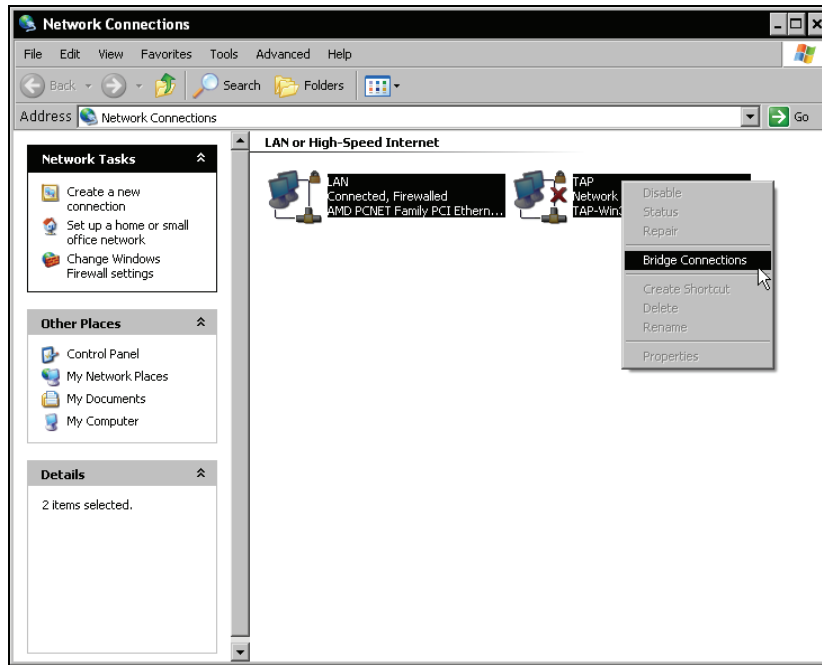 Network Connections
File Edit View Favorites Tools Advanced Help
Back Search Folders
Address Network Connections Go
Network Tasks
Create a new
connection
Set up a home or small
office network
Change Windows
Firewall settings
Other Places
Control Panel
My Network Places
My Documents
My Computer
Details
2 items selected.
LAN or High-Speed Internet
LAN
Connected, Firewalled
AMD PCNET Family PCI Ethern...
TAP
Network
TAP-Win3
Disable
Status
Repair
Bridge Connections
Create Shortcut
Delete
Rename
Properties